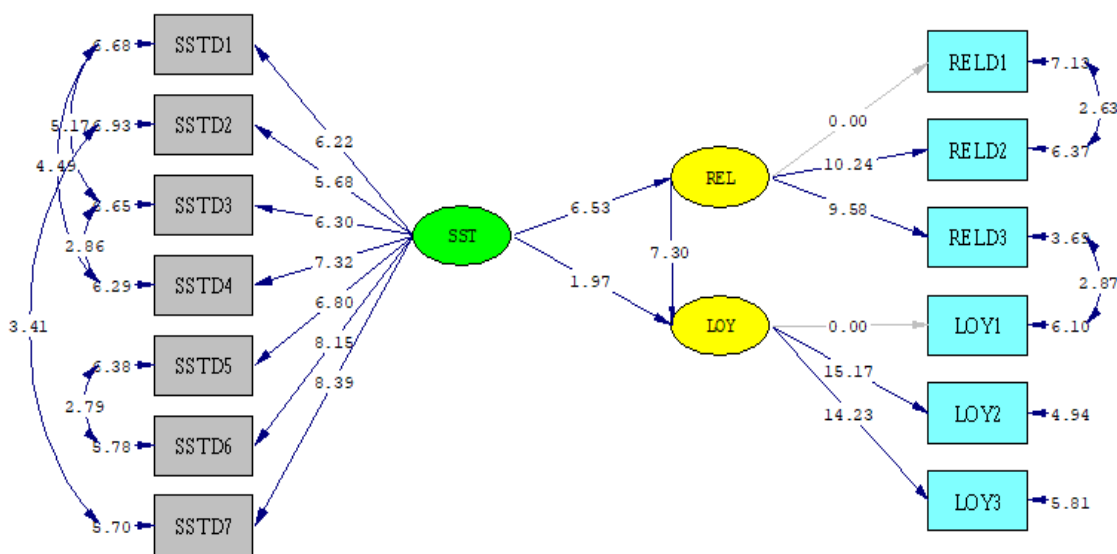 6.68
SSTD1
6.93
SSTD2
5.17
4.49
6.65
SSTD3
2.86
6.29
SSTD4
3.41
6.38
SSTD5
2.79
5.78
SSTD6
5.70
SSTD7
6.22
5.68
6.30
7.32
6.80
8.15
8.39
SST
6.53
1.97
REL
7.30
LOY
0.00
10.24
9.58
0.00
15.17
14.23
RELD1
7.13
2.63
RELD2
6.37
RELD3
3.69
2.87
LOY1
6.10
LOY2
4.94
LOY3
5.81